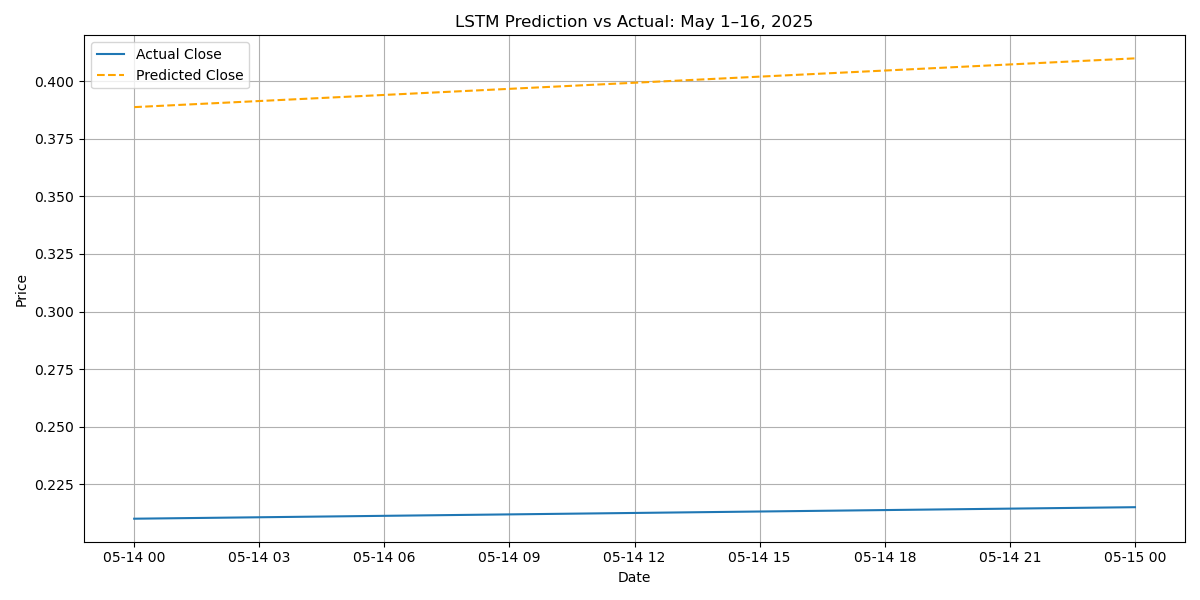 LSTM Prediction vs Actual: May 1–16, 2025
Actual Close
Predicted Close
0.400
0.375
0.350
0.325
0.300
0.275
0.250
0.225
Price
05-14 00 05-14 03 05-14 06 05-14 09 05-14 12 05-14 15 05-14 18 05-14 21 05-15 00
Date